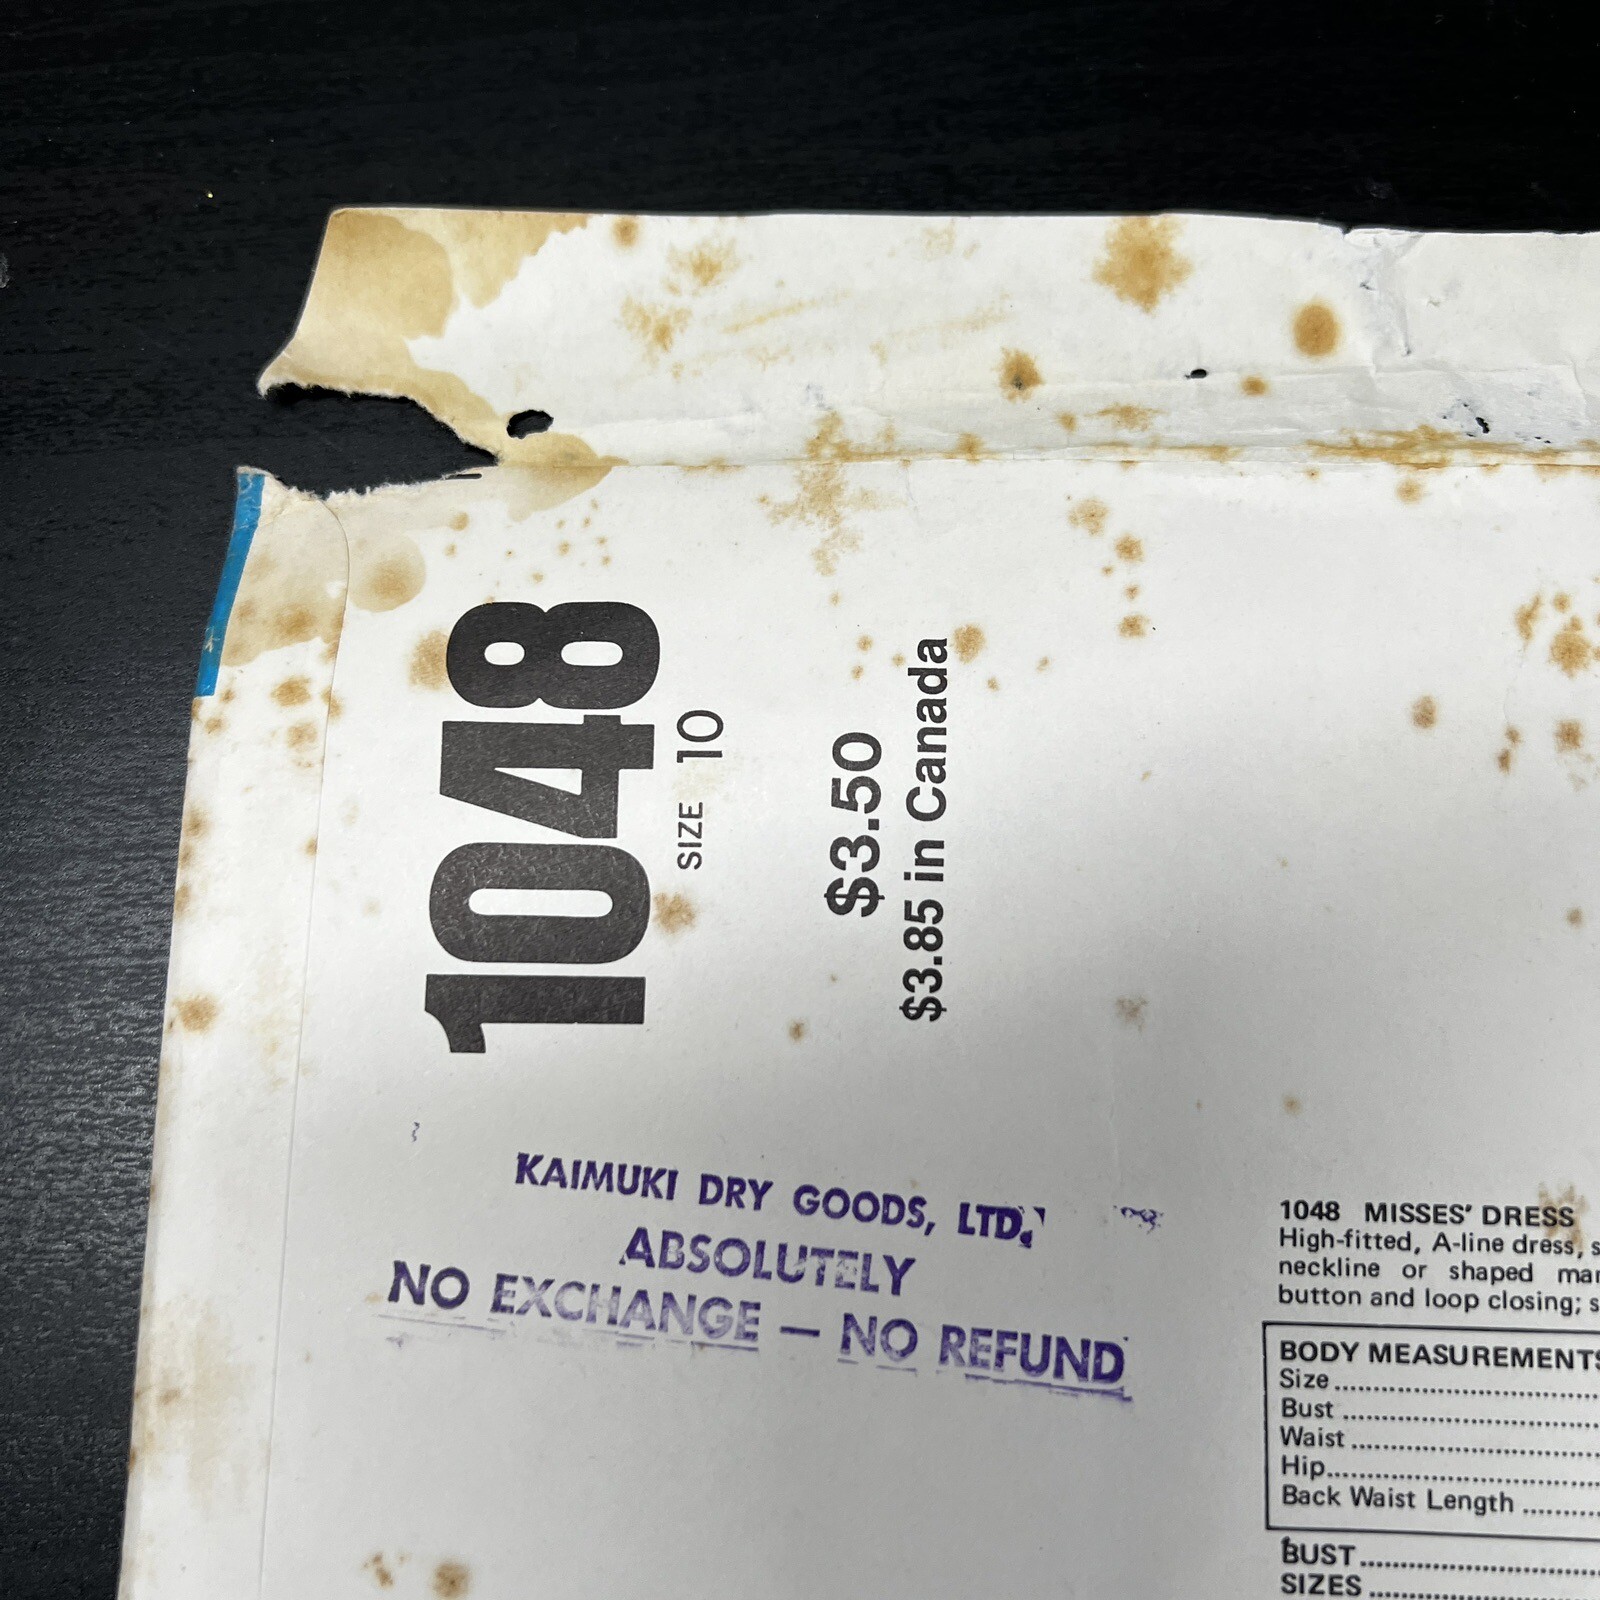 1048
SIZE 10
$3.50
$3.85 in Canada
KAIMUKI DRY GOODS, LTD.
ABSOLUTELY
NO EXCHANGE — NO REFUND
1048 MISSES' DRESS
High-fitted, A-line dress,
neckline or shaped
button and loop closing;
BODY MEASUREMENTS
Size
Bust
Waist
Hip
Back Waist Length
BUST
SIZES